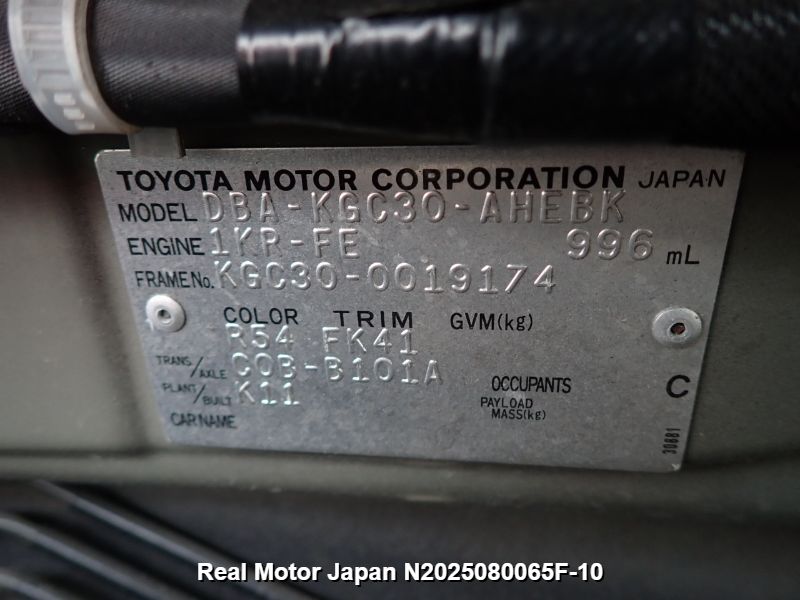 TOYOTA MOTOR CORPORATION JAPAN
MODEL DBA-KGC30-AHEBK
ENGINE 1KR-FE 996 mL
FRAME No. KGC30-0019174
COLOR TRIM GVM(kg)
R54 FK41
TRANS./AXLE C0B-B101A
PLANT/BUILT K11
OCCUPANTS C
PAYLOAD MASS(kg)
CAR NAME
30881
Real Motor Japan N2025080065F-10